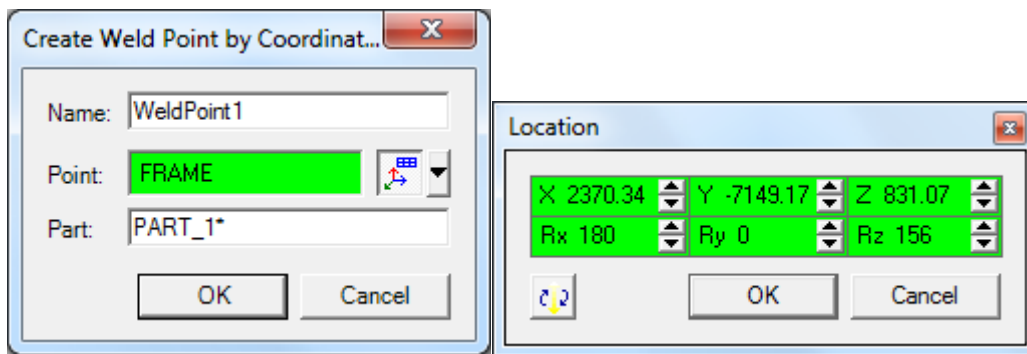 Create Weld Point by Coordinat...
Name: WeldPoint1
Point: FRAME
Part: PART_1*
OK Cancel
Location
X 2370.34 Y -7149.17 Z 831.07
Rx 180 Ry 0 Rz 156
OK Cancel